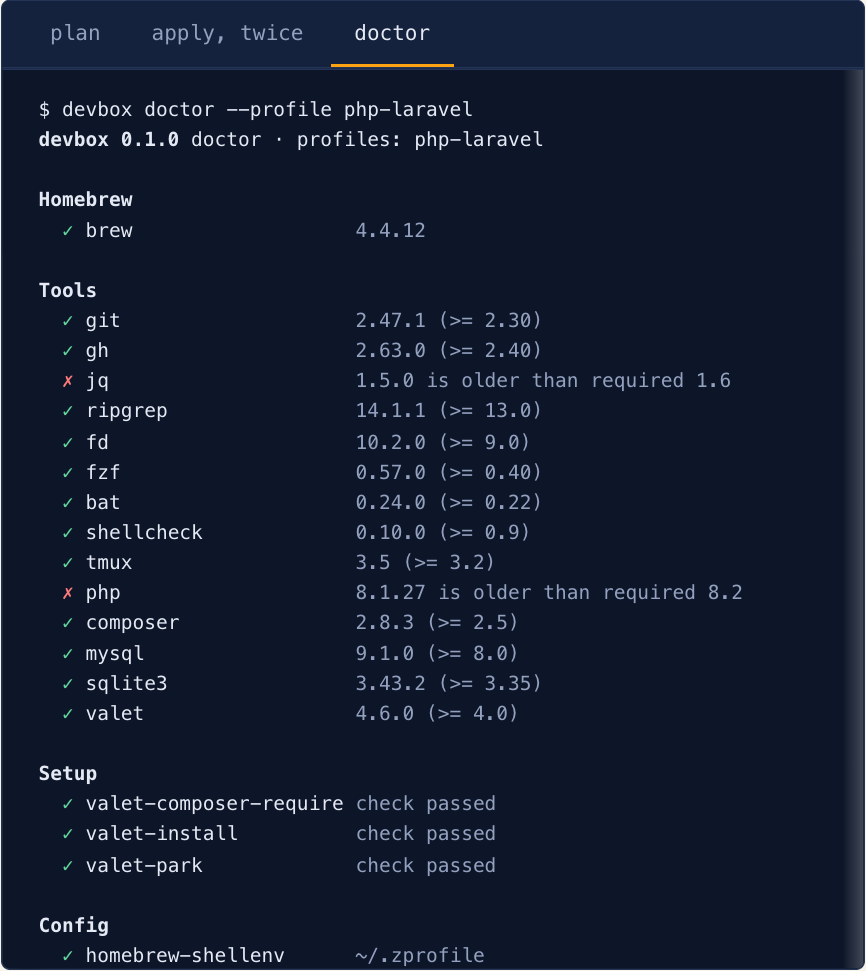 plan apply, twice doctor
$ devbox doctor --profile php-laravel
devbox 0.1.0 doctor · profiles: php-laravel
Homebrew
✓ brew 4.4.12
Tools
✓ git 2.47.1 (>= 2.30)
✓ gh 2.63.0 (>= 2.40)
✗ jq 1.5.0 is older than required 1.6
✓ ripgrep 14.1.1 (>= 13.0)
✓ fd 10.2.0 (>= 9.0)
✓ fzf 0.57.0 (>= 0.40)
✓ bat 0.24.0 (>= 0.22)
✓ shellcheck 0.10.0 (>= 0.9)
✓ tmux 3.5 (>= 3.2)
✗ php 8.1.27 is older than required 8.2
✓ composer 2.8.3 (>= 2.5)
✓ mysql 9.1.0 (>= 8.0)
✓ sqlite3 3.43.2 (>= 3.35)
✓ valet 4.6.0 (>= 4.0)
Setup
✓ valet-composer-require check passed
✓ valet-install check passed
✓ valet-park check passed
Config
✓ homebrew-shellenv ~/.zprofile